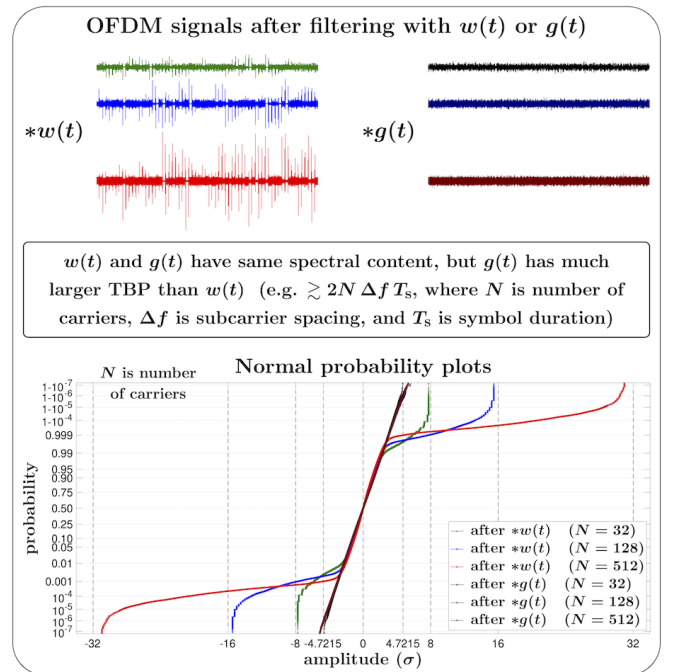 OFDM signals after filtering with w(t) or g(t)
*w(t)
*g(t)
w(t) and g(t) have same spectral content, but g(t) has much
larger TBP than w(t) (e.g. ≳ 2N Δf Tₛ, where N is number of
carriers, Δf is subcarrier spacing, and Tₛ is symbol duration)
Normal probability plots
N is number
of carriers
1-10⁻⁷
1-10⁻⁶
1-10⁻⁵
1-10⁻⁴
0.999
0.99
0.95
0.90
0.75
0.50
0.25
0.10
0.05
0.01
0.001
10⁻⁴
10⁻⁵
10⁻⁶
10⁻⁷
probability
after *w(t) (N = 32)
after *w(t) (N = 128)
after *w(t) (N = 512)
after *g(t) (N = 32)
after *g(t) (N = 128)
after *g(t) (N = 512)
-32 -16 -8 -4.7215 0 4.7215 8 16 32
amplitude (σ)